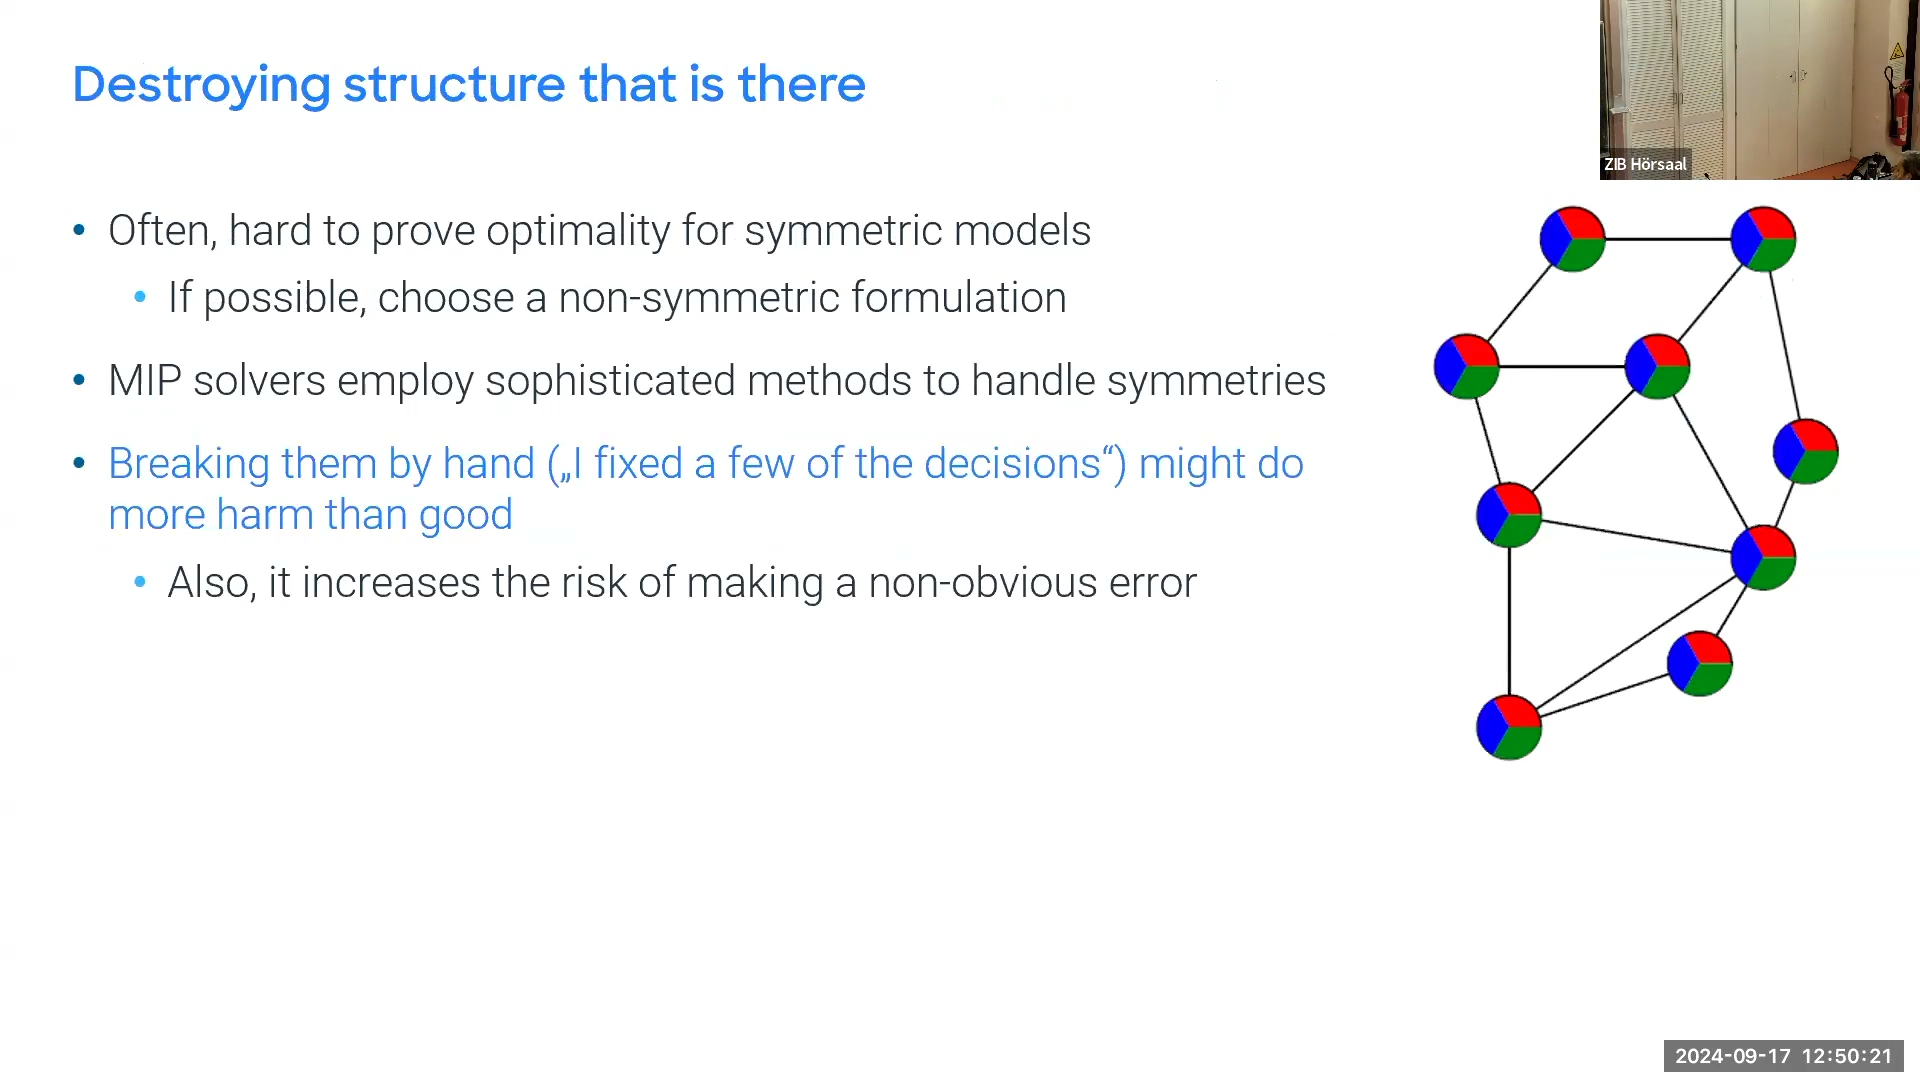 Destroying structure that is there
ZIB Hörsaal
• Often, hard to prove optimality for symmetric models
• If possible, choose a non-symmetric formulation
• MIP solvers employ sophisticated methods to handle symmetries
• Breaking them by hand („I fixed a few of the decisions“) might do
more harm than good
• Also, it increases the risk of making a non-obvious error
2024-09-17 12:50:21